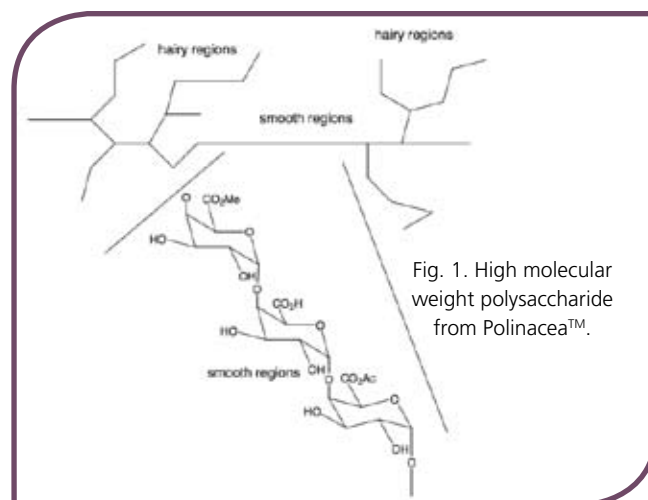 hairy regions
hairy regions
smooth regions
O
CO₂Me
O
HO
OH
O
CO₂H
O
HO
smooth regions
OH
O
CO₂Ac
O
HO
OH
O
Fig. 1. High molecular
weight polysaccharide
from Polinacea™.